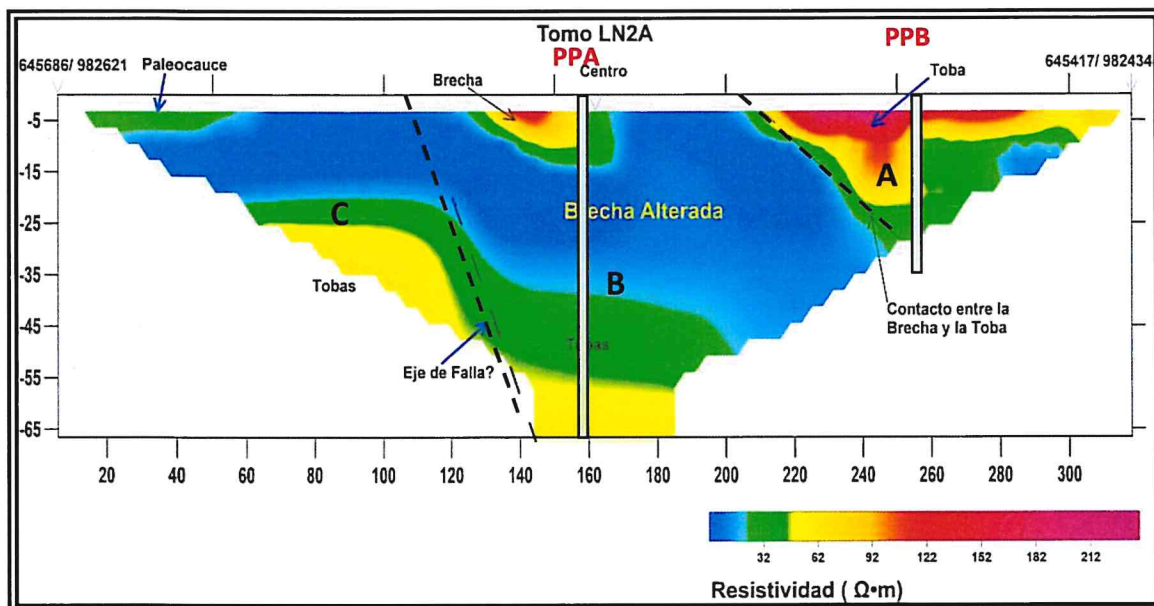 Tomo LN2A
PPA
PPB
645686/ 982621
Paleocauce
Brecha
Centro
Toba
645417/ 982434
-5
-15
-25
-35
-45
-55
-65
A
C
Brecha Alterada
B
Tobas
Contacto entre la
Brecha y la Toba
Tobas
Eje de Falla?
20
40
60
80
100
120
140
160
180
200
220
240
256
260
280
300
32
62
92
122
152
182
212
Resistividad ( Ω•m)